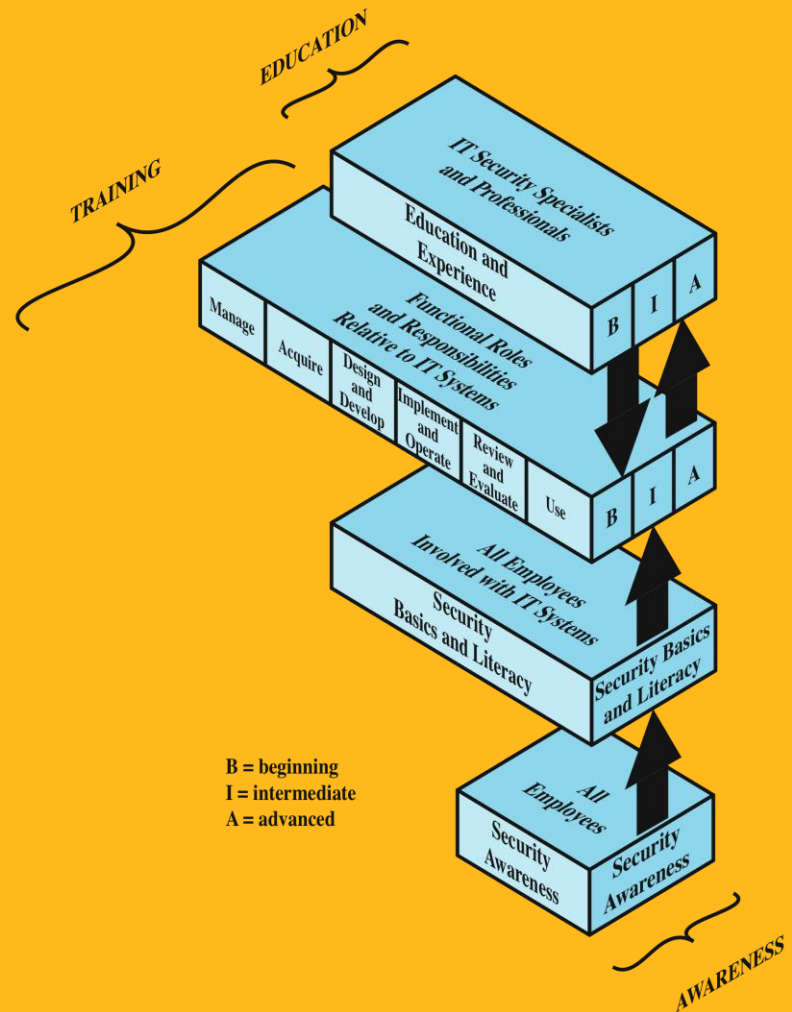 EDUCATION
IT Security Specialists
and Professionals
Education and
Experience
B
I
A
TRAINING
Functional Roles
and Responsibilities
Relative to IT Systems
Manage
Acquire
Design
and
Develop
Implement
and
Operate
Review
and
Evaluate
Use
B
I
A
All Employees
Involved with IT Systems
Security
Basics and Literacy
Security Basics
and Literacy
B = beginning
I = intermediate
A = advanced
All
Employees
Security
Awareness
Security
Awareness
AWARENESS